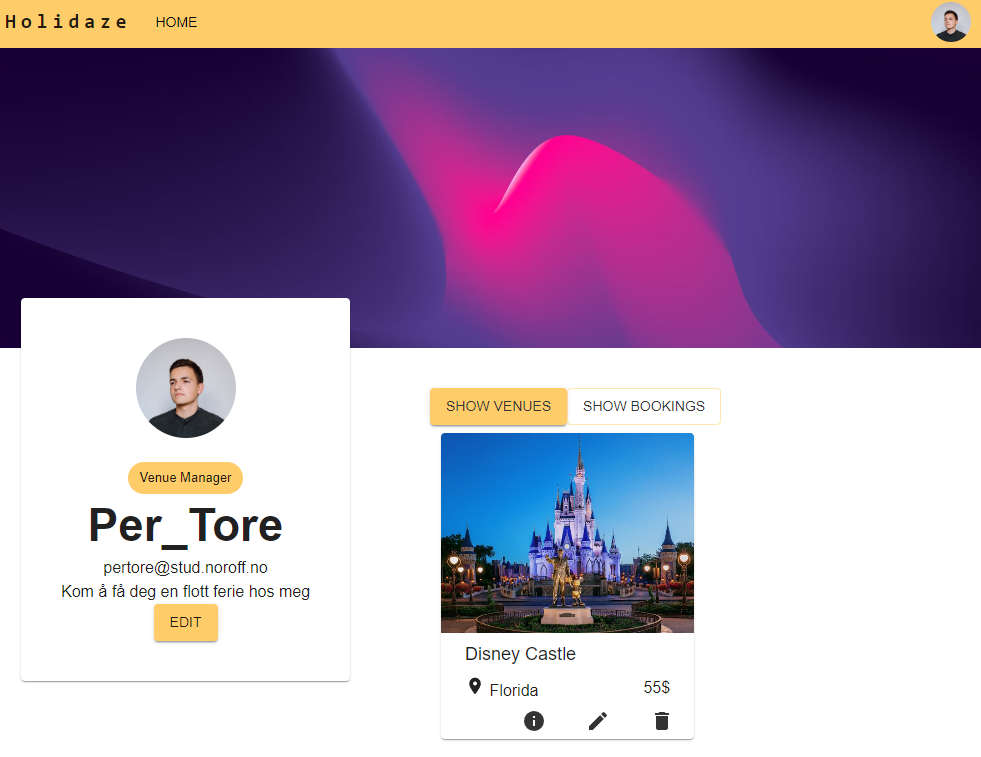 Holidaze
HOME
SHOW VENUES
SHOW BOOKINGS
Venue Manager
Per_Tore
pertore@stud.noroff.no
Kom å få deg en flott ferie hos meg
EDIT
Disney Castle
Florida
55$